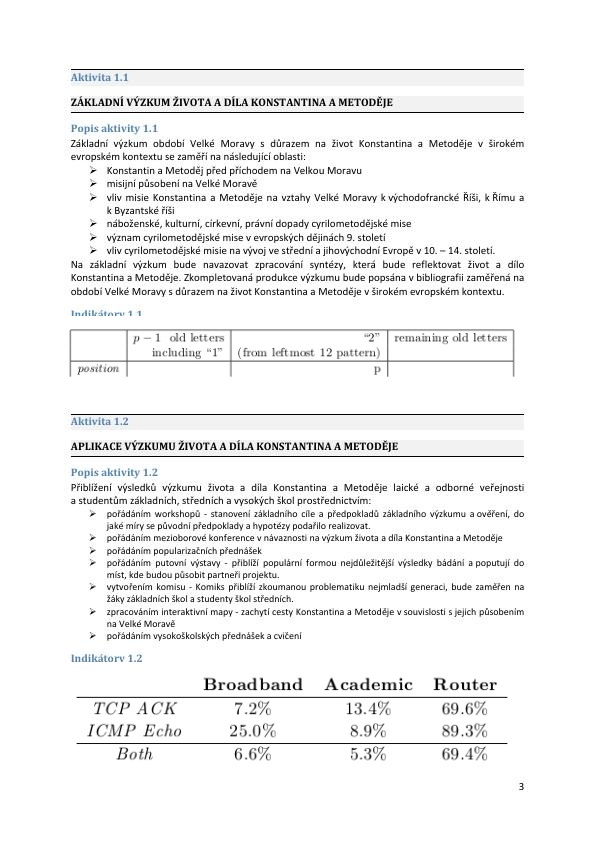 Aktivita 1.1
ZÁKLADNÍ VÝZKUM ŽIVOTA A DÍLA KONSTANTINA A METODĚJE
Popis aktivity 1.1
Základní výzkum období Velké Moravy s důrazem na život Konstantina a Metoděje v širokém
evropském kontextu se zaměří na následující oblasti:
➢ Konstantin a Metoděj před příchodem na Velkou Moravu
➢ misijní působení na Velké Moravě
➢ vliv misie Konstantina a Metoděje na vztahy Velké Moravy k východofrancké Říši, k Římu a
k Byzantské říši
➢ náboženské, kulturní, církevní, právní dopady cyrilometodějské mise
➢ význam cyrilometodějské mise v evropských dějinách 9. století
➢ vliv cyrilometodějské misie na vývoj ve střední a jihovýchodní Evropě v 10. – 14. století.
Na základní výzkum bude navazovat zpracování syntézy, která bude reflektovat život a dílo
Konstantina a Metoděje. Zkompletovaná produkce výzkumu bude popsána v bibliografii zaměřená na
období Velké Moravy s důrazem na život Konstantina a Metoděje v širokém evropském kontextu.
Indikátory 1.1
p − 1 old letters “2” remaining old letters
including “1” (from leftmost 12 pattern)
position p
Aktivita 1.2
APLIKACE VÝZKUMU ŽIVOTA A DÍLA KONSTANTINA A METODĚJE
Popis aktivity 1.2
Přiblížení výsledků výzkumu života a díla Konstantina a Metoděje laické a odborné veřejnosti
a studentům základních, středních a vysokých škol prostřednictvím:
➢ pořádáním workshopů - stanovení základního cíle a předpokladů základního výzkumu a ověření, do
jaké míry se původní předpoklady a hypotézy podařilo realizovat.
➢ pořádáním mezioborové konference v návaznosti na výzkum života a díla Konstantina a Metoděje
➢ pořádáním popularizačních přednášek
➢ pořádáním putovní výstavy - přiblíží populární formou nejdůležitější výsledky bádání a poputují do
míst, kde budou působit partneři projektu.
➢ vytvořením komisu - Komiks přiblíží zkoumanou problematiku nejmladší generaci, bude zaměřen na
žáky základních škol a studenty škol středních.
➢ zpracováním interaktivní mapy - zachytí cesty Konstantina a Metoděje v souvislosti s jejich působením
na Velké Moravě
➢ pořádáním vysokoškolských přednášek a cvičení
Indikátory 1.2
Broadband Academic Router
TCP ACK 7.2% 13.4% 69.6%
ICMP Echo 25.0% 8.9% 89.3%
Both 6.6% 5.3% 69.4%
3